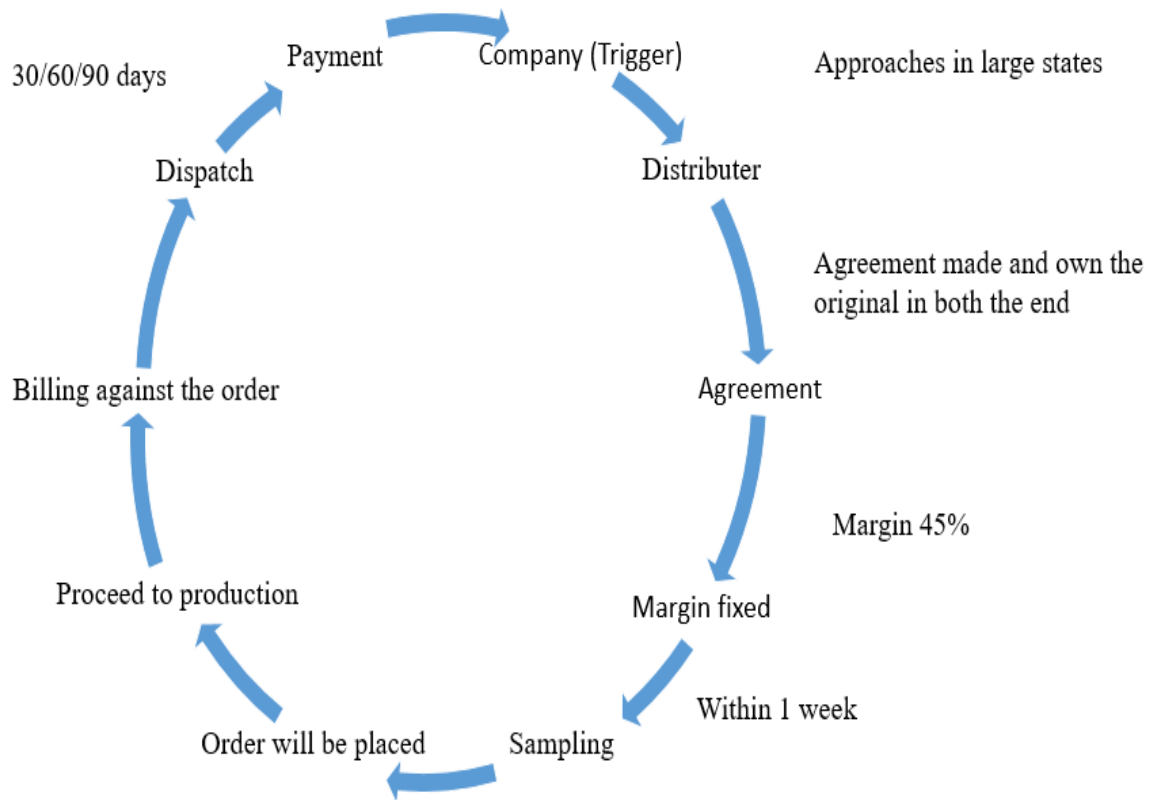 Payment
Company (Trigger)
Approaches in large states
30/60/90 days
Dispatch
Distributer
Agreement made and own the
original in both the end
Billing against the order
Agreement
Margin 45%
Proceed to production
Margin fixed
Within 1 week
Order will be placed
Sampling